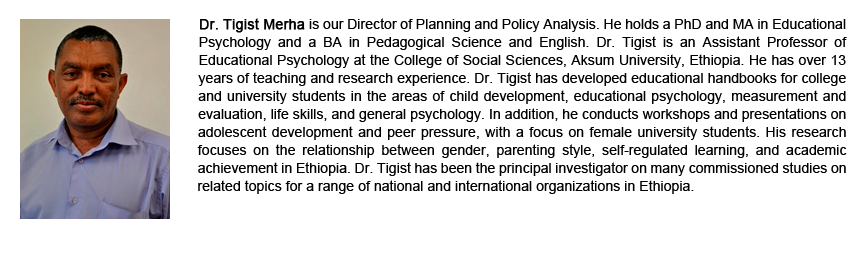 Dr. Tigist Merha is our Director of Planning and Policy Analysis. He holds a PhD and MA in Educational
Psychology and a BA in Pedagogical Science and English. Dr. Tigist is an Assistant Professor of
Educational Psychology at the College of Social Sciences, Aksum University, Ethiopia. He has over 13
years of teaching and research experience. Dr. Tigist has developed educational handbooks for college
and university students in the areas of child development, educational psychology, measurement and
evaluation, life skills, and general psychology. In addition, he conducts workshops and presentations on
adolescent development and peer pressure, with a focus on female university students. His research
focuses on the relationship between gender, parenting style, self-regulated learning, and academic
achievement in Ethiopia. Dr. Tigist has been the principal investigator on many commissioned studies on
related topics for a range of national and international organizations in Ethiopia.